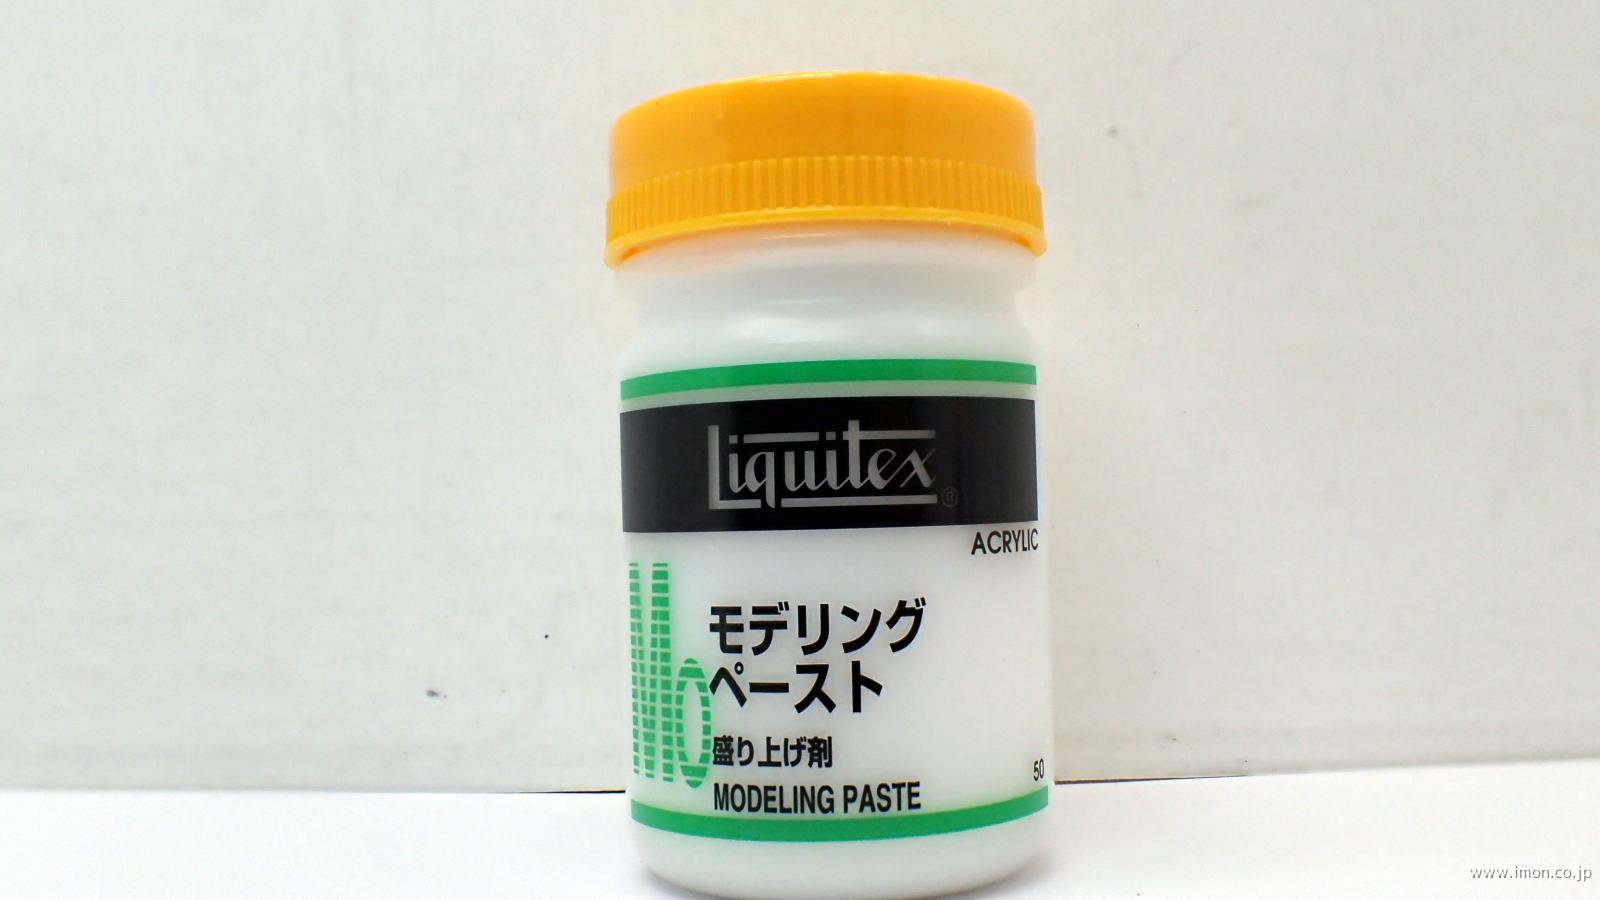 Liquitex®
ACRYLIC
Mo
モデリング
ペースト
盛り上げ剤
MODELING PASTE
50
www.imon.co.jp